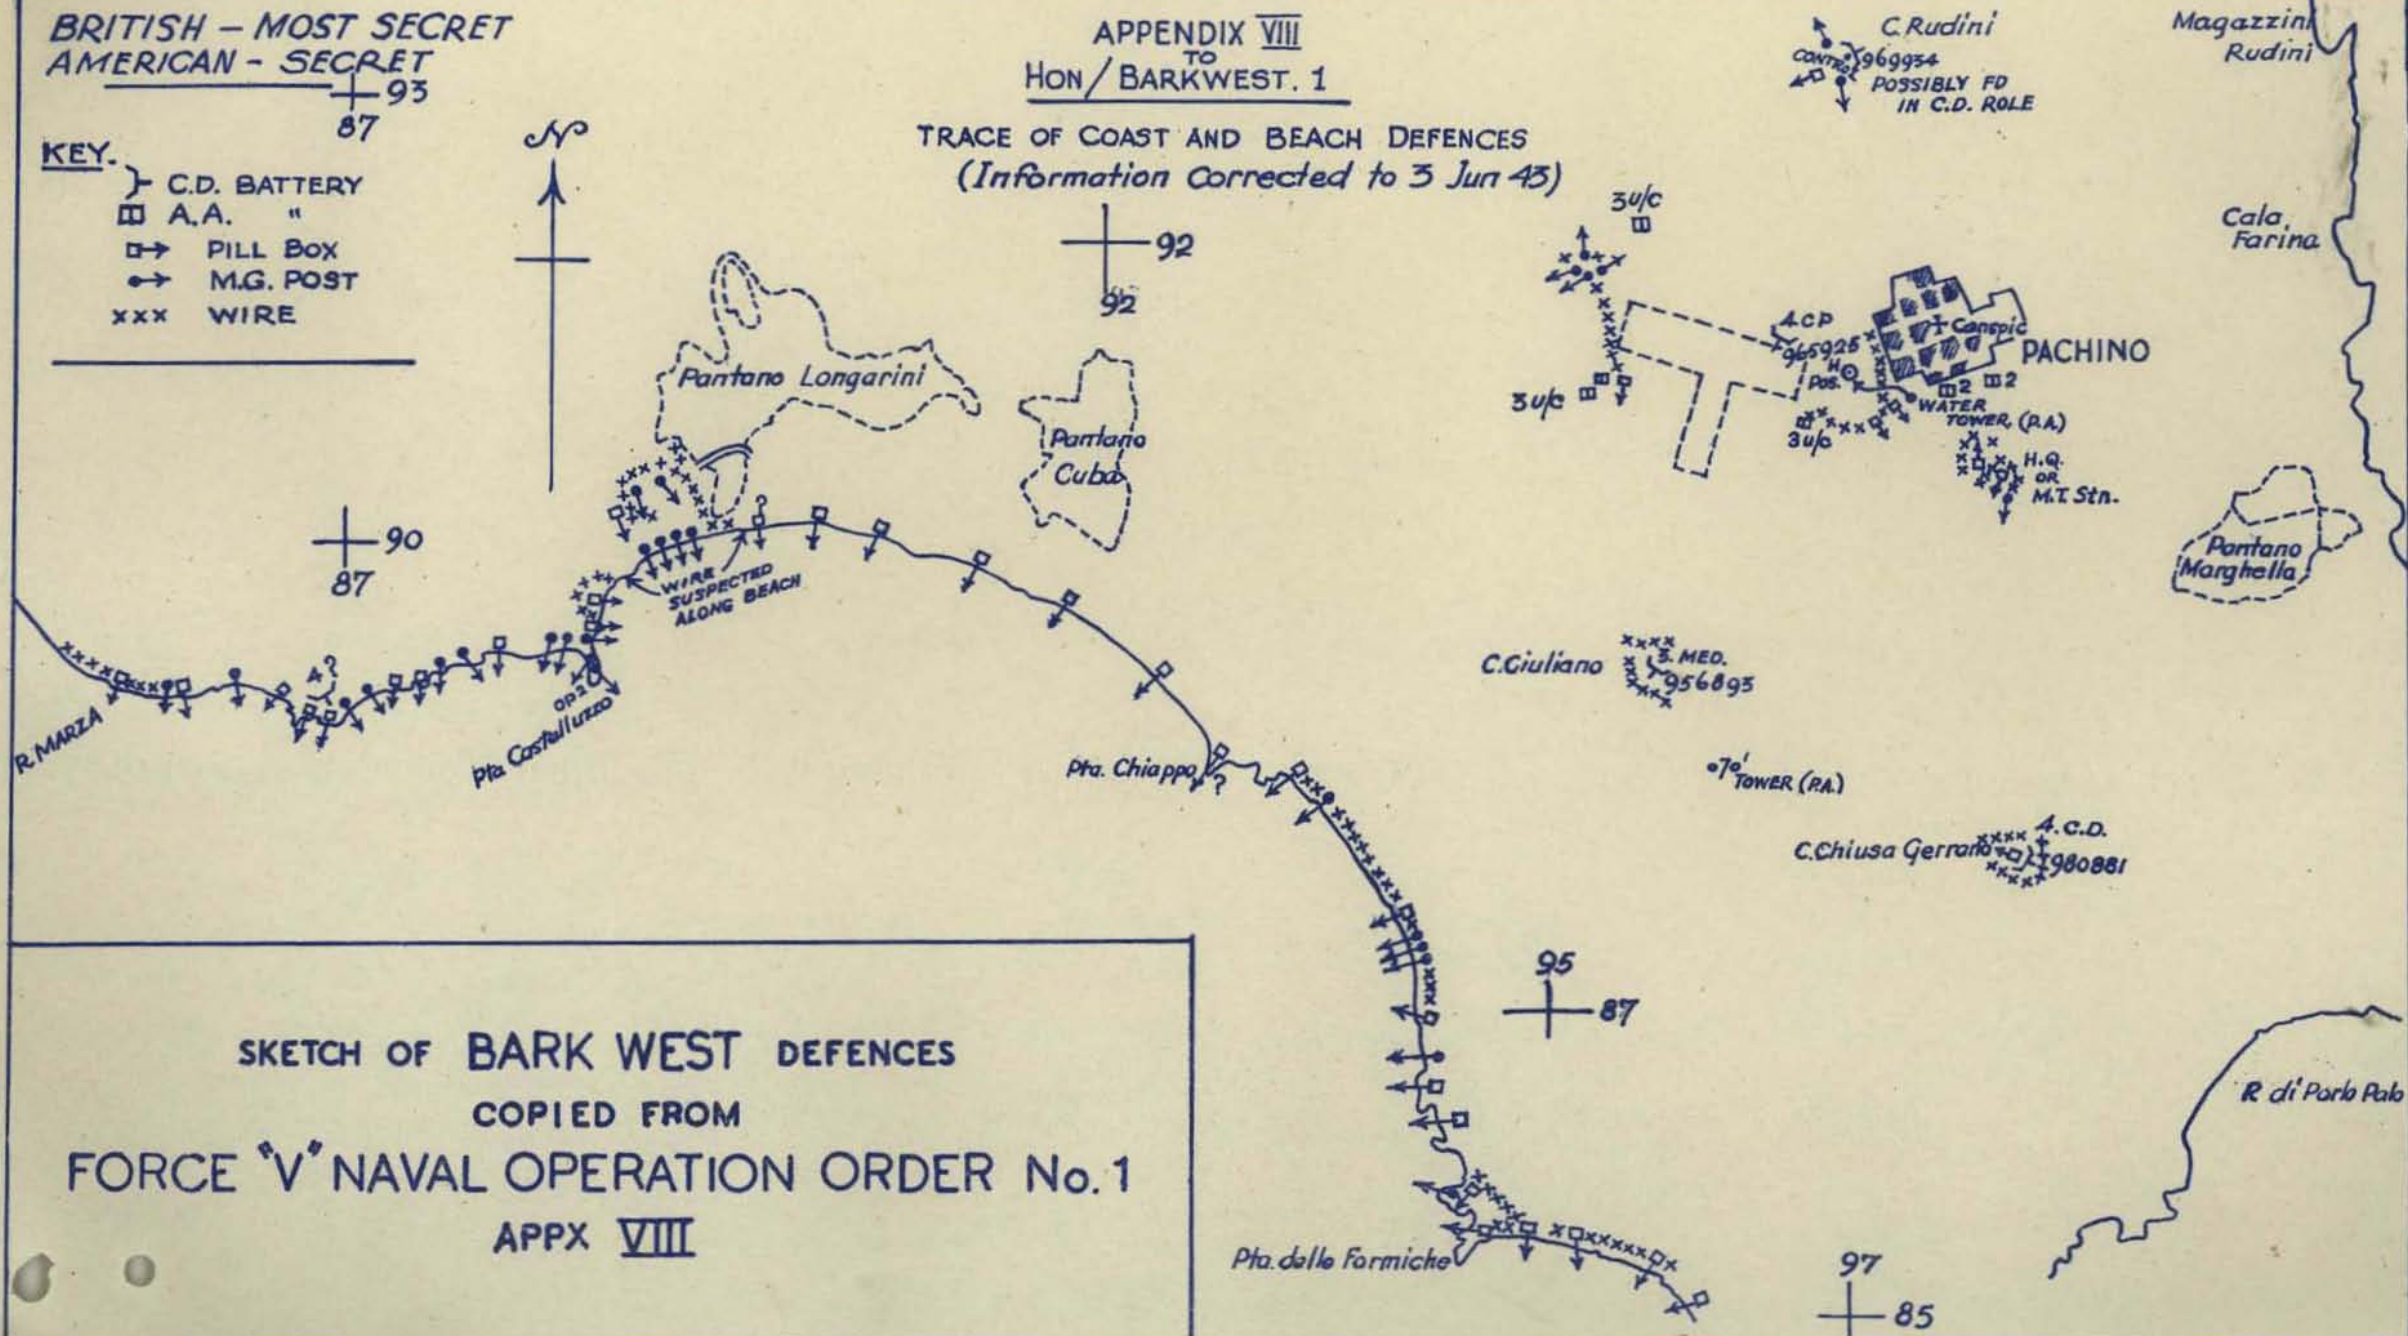 BRITISH – MOST SECRET
AMERICAN - SECRET
93
87
KEY.
C.D. BATTERY
A.A. "
PILL BOX
M.G. POST
xxx WIRE
N
APPENDIX VIII
TO
HON/BARKWEST. 1
TRACE OF COAST AND BEACH DEFENCES
(Information Corrected to 3 Jun 43)
92
92
C. Rudini
CONTROL
969934
POSSIBLY FD
IN C.D. ROLE
Magazzini
Rudini
Cala
Farina
3 u/c
3 u/c
4 CP
965925
H
Pos.
Canopic
PACHINO
2
2
WATER
TOWER, (P.A)
3 u/c
H.Q.
OR
M.T. Stn.
Pantano
Marghella
Pantano Longarini
Pantano
Cuba
90
87
?
WIRE
SUSPECTED
ALONG BEACH
4?
R. MARZA
OP?
Pta Castelluzzo
Pta. Chiappo
?
C. Giuliano
3. MED.
956893
70'
TOWER (P.A.)
C. Chiusa Gerrano
4. C.D.
980881
95
87
R di Porto Palo
Pta. delle Formiche
97
85
SKETCH OF BARK WEST DEFENCES
COPIED FROM
FORCE "V" NAVAL OPERATION ORDER No. 1
APPX VIII